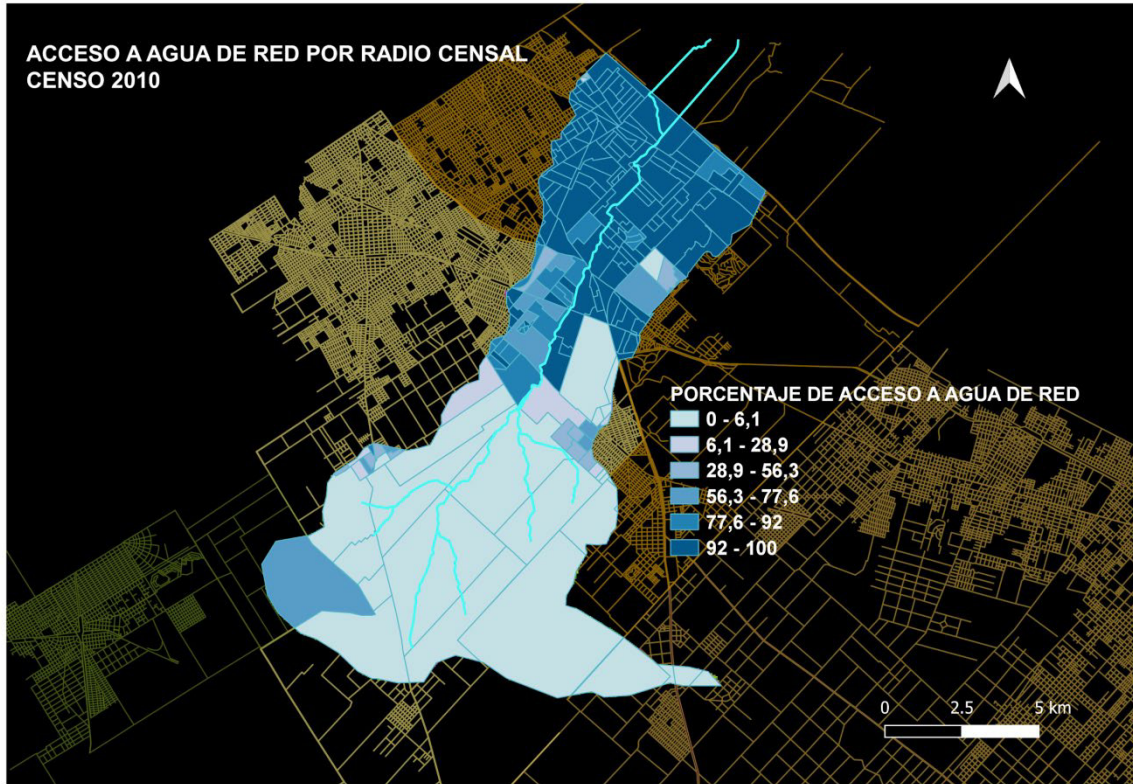 ACCESO A AGUA DE RED POR RADIO CENSAL
CENSO 2010
PORCENTAJE DE ACCESO A AGUA DE RED
0 - 6,1
6,1 - 28,9
28,9 - 56,3
56,3 - 77,6
77,6 - 92
92 - 100
0 2.5 5 km